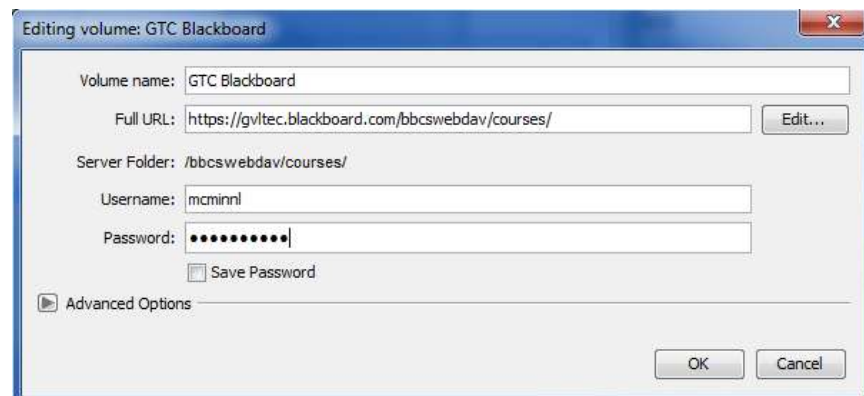 Editing volume: GTC Blackboard
Volume name: GTC Blackboard
Full URL: https://gvltec.blackboard.com/bbcswebdav/courses/ Edit...
Server Folder: /bbcswebdav/courses/
Username: mcminnl
Password: ●●●●●●●●●●
Save Password
Advanced Options
OK Cancel